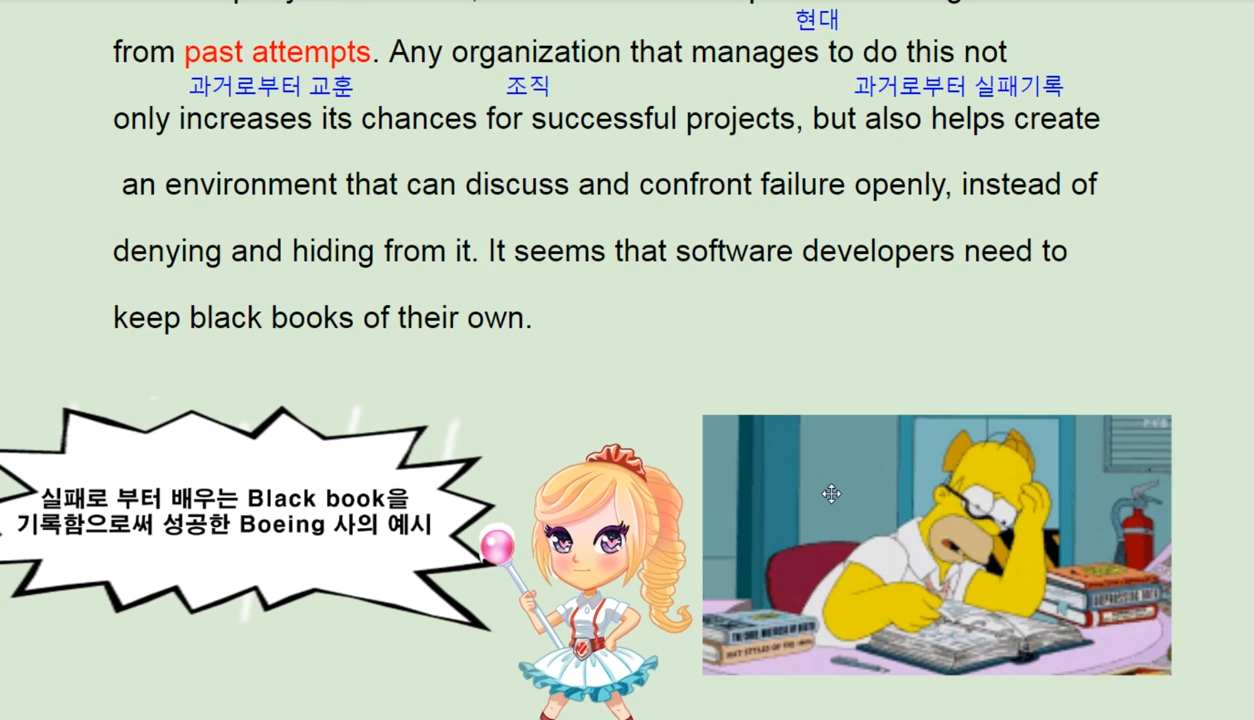 현대
from past attempts. Any organization that manages to do this not
과거로부터 교훈 조직 과거로부터 실패기록
only increases its chances for successful projects, but also helps create
an environment that can discuss and confront failure openly, instead of
denying and hiding from it. It seems that software developers need to
keep black books of their own.
실패로 부터 배우는 Black book을
기록함으로써 성공한 Boeing 사의 예시